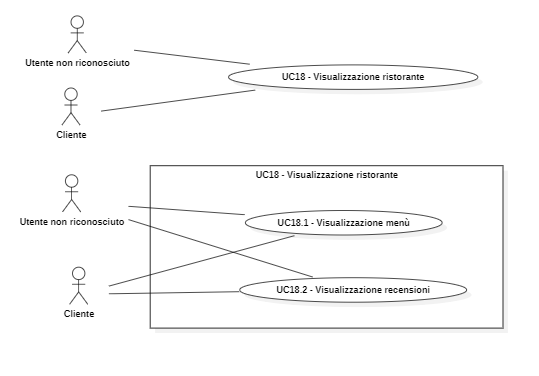 Utente non riconosciuto
UC18 - Visualizzazione ristorante
Cliente
UC18 - Visualizzazione ristorante
Utente non riconosciuto
UC18.1 - Visualizzazione menù
UC18.2 - Visualizzazione recensioni
Cliente